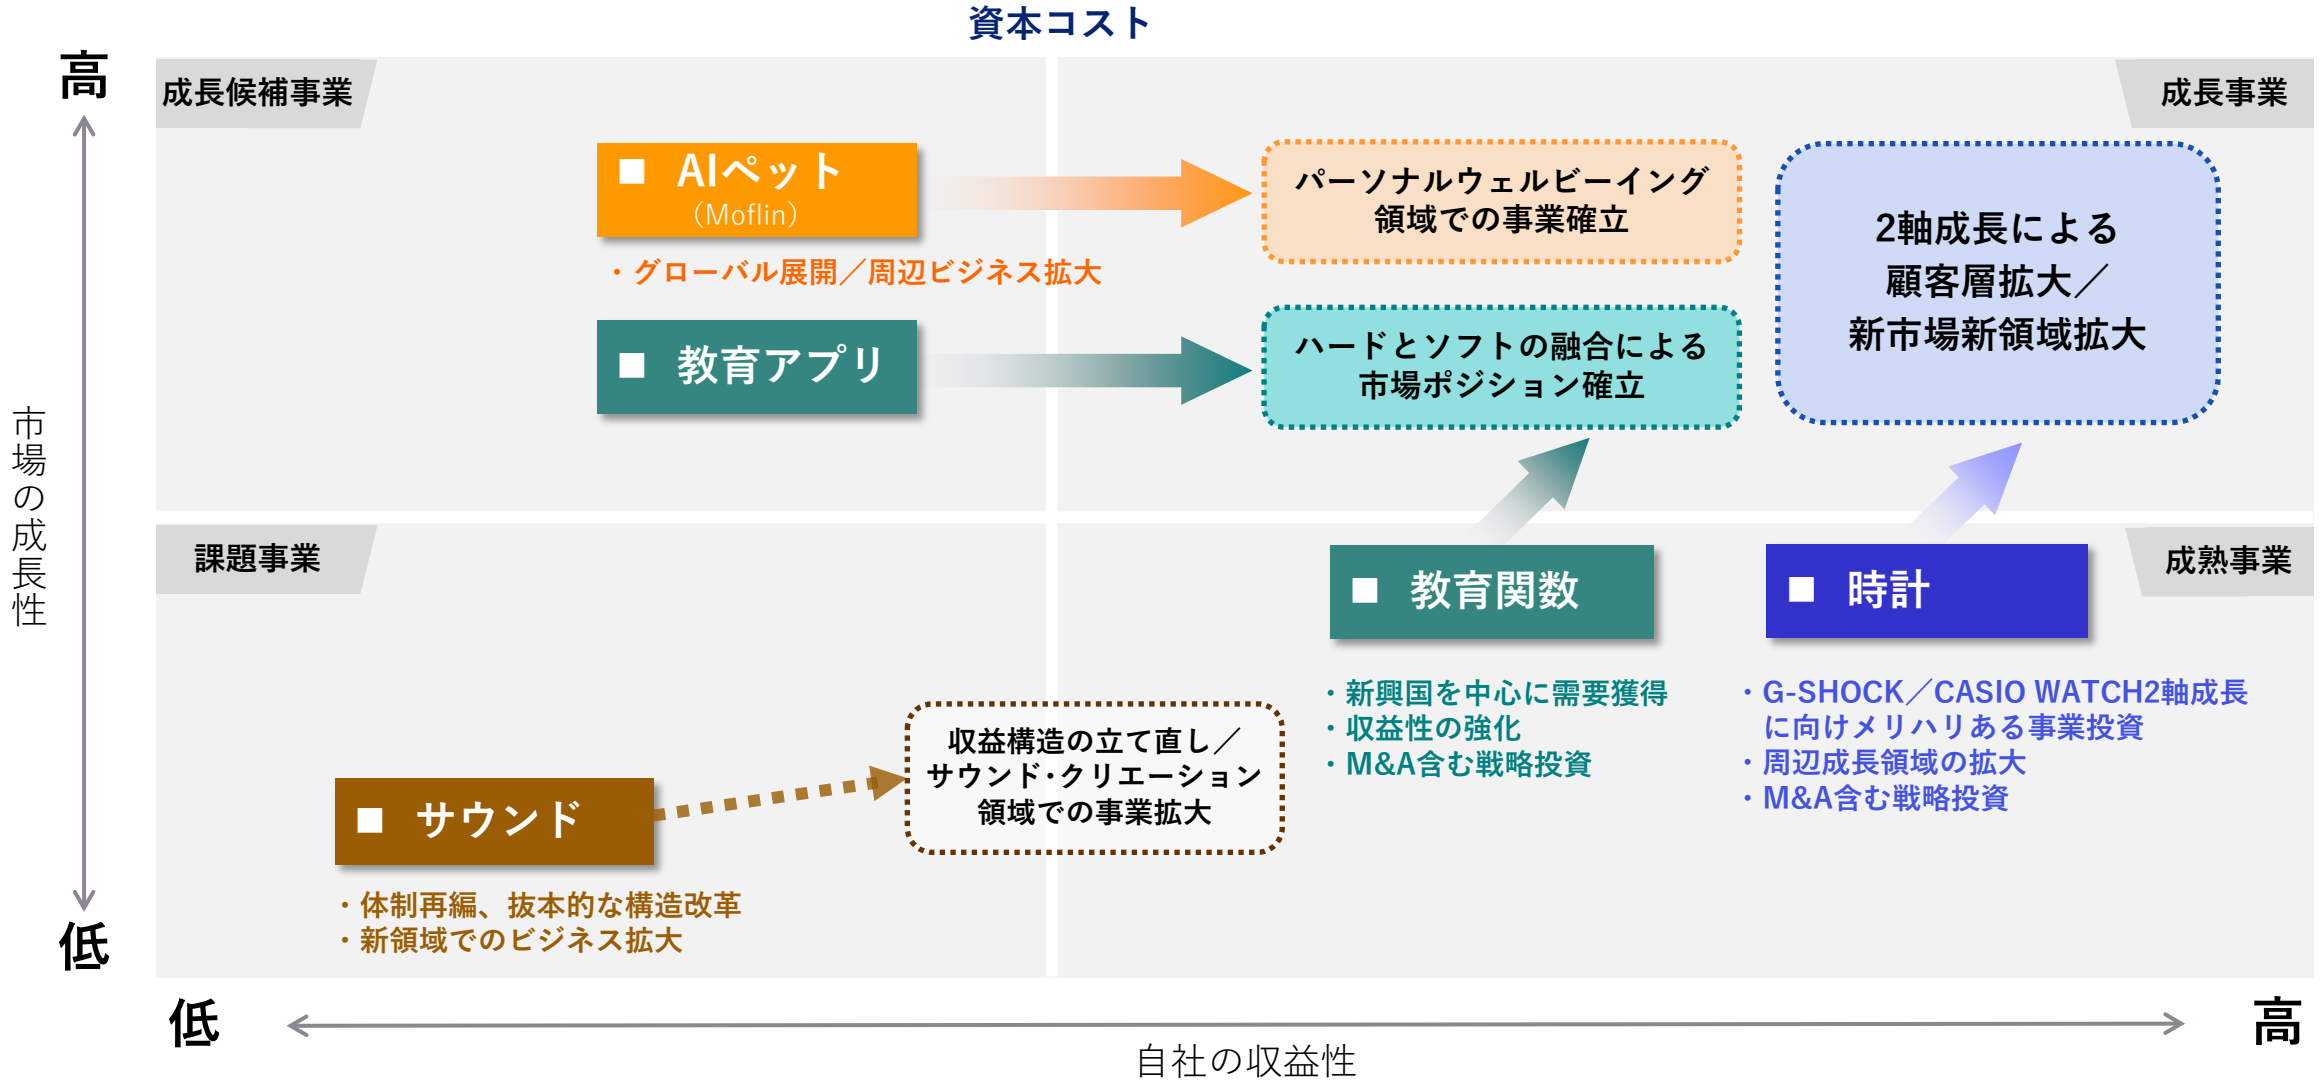 資本コスト
高
成長候補事業
成長事業
■ AIペット
（Moflin）
・グローバル展開／周辺ビジネス拡大
パーソナルウェルビーイング
領域での事業確立
2軸成長による
顧客層拡大／
新市場新領域拡大
■ 教育アプリ
ハードとソフトの融合による
市場ポジション確立
市場の成長性
課題事業
成熟事業
■ 教育関数
・新興国を中心に需要獲得
・収益性の強化
・M&A含む戦略投資
■ 時計
・G-SHOCK／CASIO WATCH2軸成長
に向けメリハリある事業投資
・周辺成長領域の拡大
・M&A含む戦略投資
■ サウンド
・体制再編、抜本的な構造改革
・新領域でのビジネス拡大
収益構造の立て直し／
サウンド・クリエーション
領域での事業拡大
低
低
高
自社の収益性